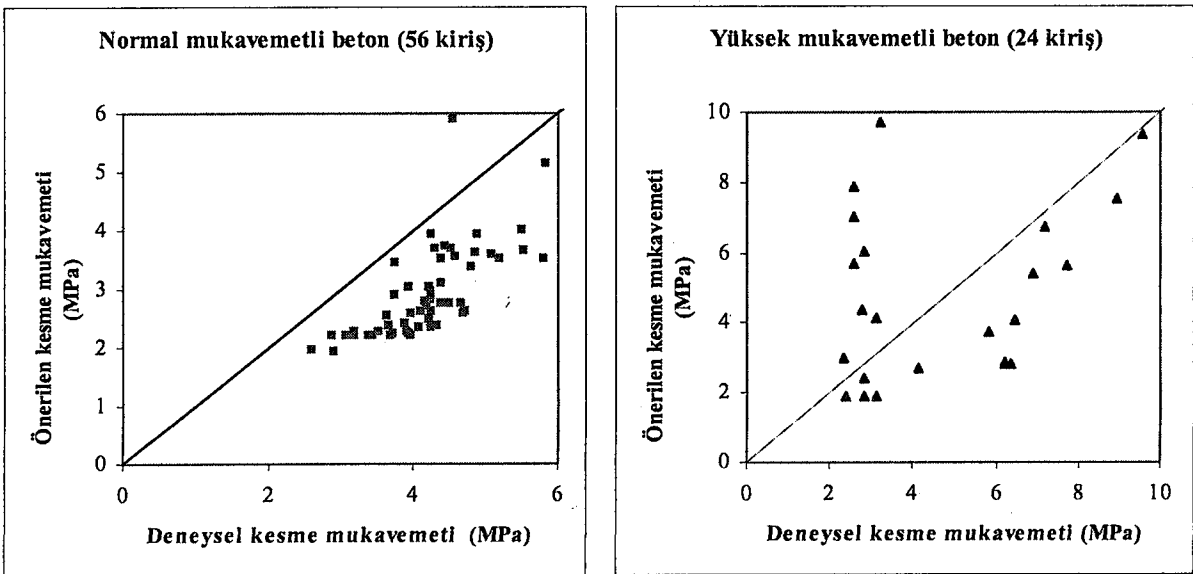 Normal mukavemetli beton (56 kiriş)
Önerilen kesme mukavemeti
(MPa)
6
5
4
3
2
1
0
0
2
4
6
Deneysel kesme mukavemeti (MPa)
Yüksek mukavemetli beton (24 kiriş)
Önerilen kesme mukavemeti
(MPa)
10
8
6
4
2
0
0
2
4
6
8
10
Deneysel kesme mukavemeti (MPa)